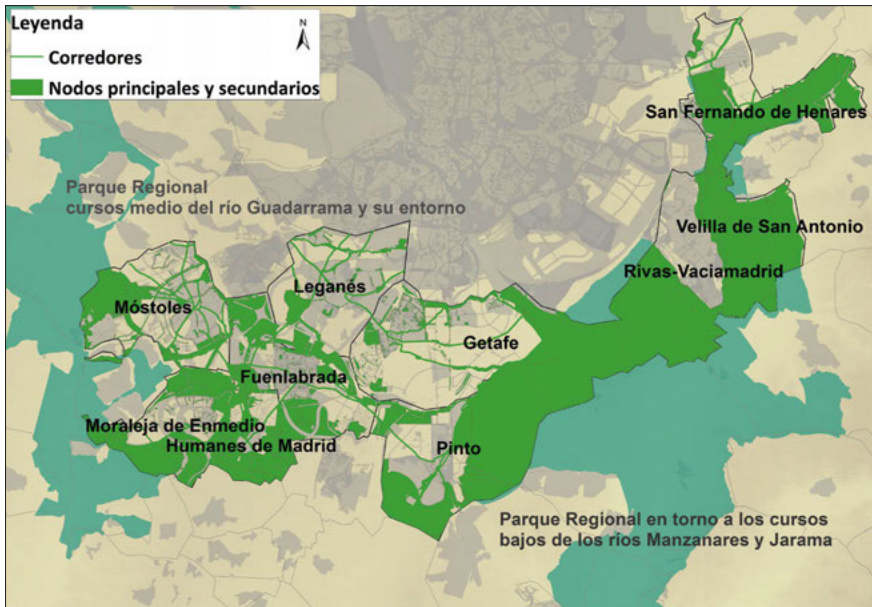 Leyenda
N
Corredores
Nodos principales y secundarios
San Fernando de Henares
Parque Regional
cursos medio del río Guadarrama y su entorno
Velilla de San Antonio
Rivas-Vaciamadrid
Leganés
Móstoles
Getafe
Fuenlabrada
Moraleja de Enmedio
Humanes de Madrid
Pinto
Parque Regional en torno a los cursos
bajos de los ríos Manzanares y Jarama